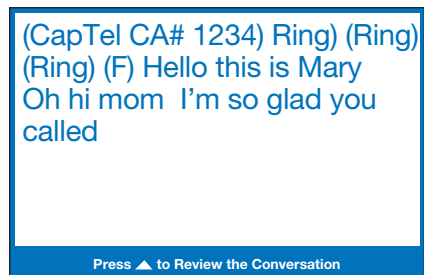 (CapTel CA# 1234) Ring) (Ring)
(Ring) (F) Hello this is Mary
Oh hi mom  I'm so glad you
called
Press ▲ to Review the Conversation